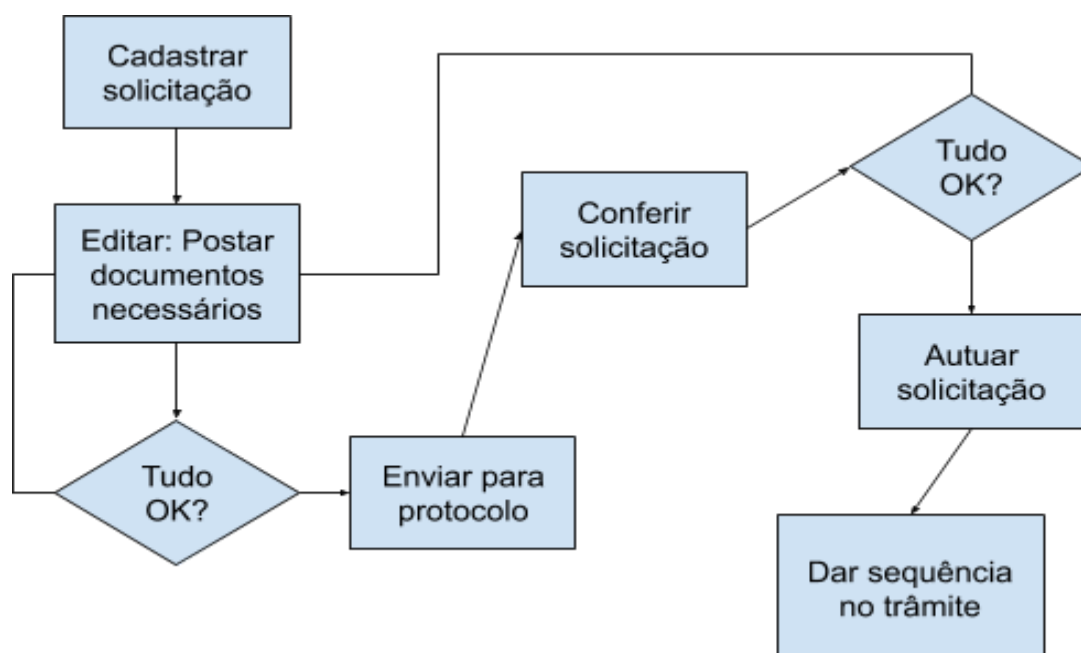 Cadastrar
solicitação
Editar: Postar
documentos
necessários
Tudo
OK?
Enviar para
protocolo
Conferir
solicitação
Tudo
OK?
Autuar
solicitação
Dar sequência
no trâmite